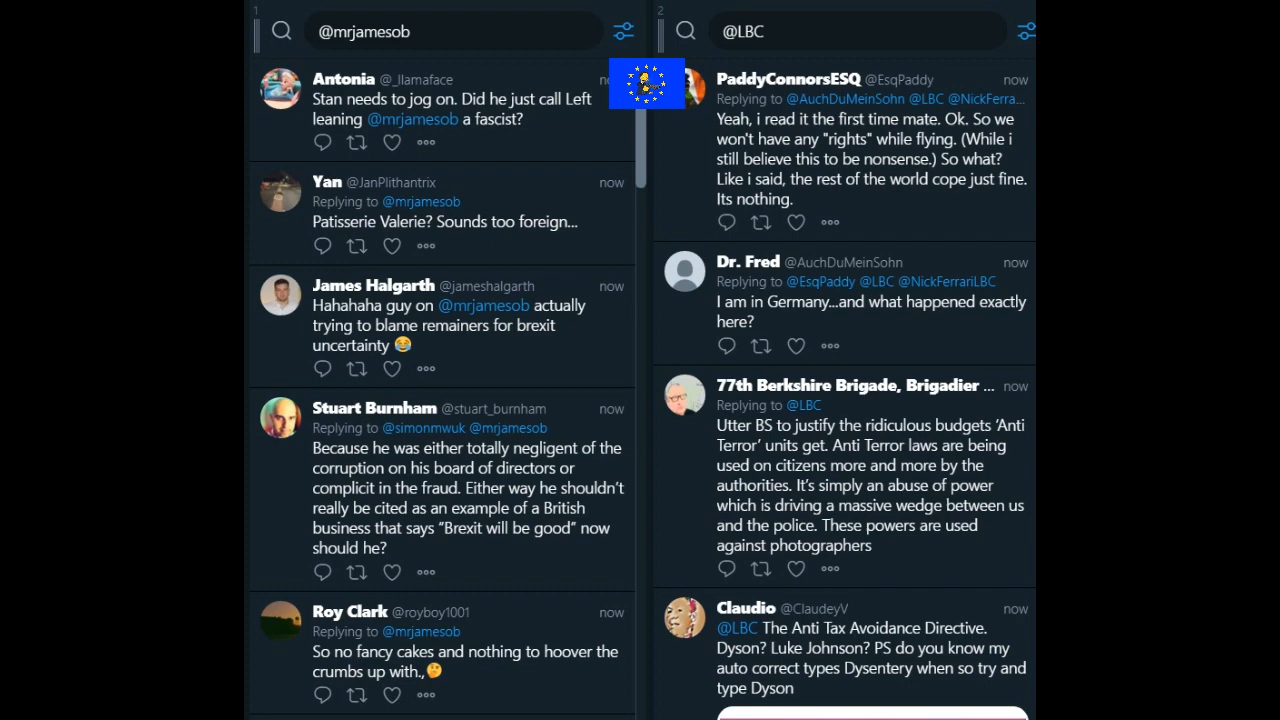 1
@mrjamesob
Antonia @_llamaface
Stan needs to jog on. Did he just call Left
leaning @mrjamesob a fascist?
Yan @JanPlithantrix now
Replying to @mrjamesob
Patisserie Valerie? Sounds too foreign...
James Halgarth @jameshalgarth now
Hahahaha guy on @mrjamesob actually
trying to blame remainers for brexit
uncertainty 😂
Stuart Burnham @stuart_burnham now
Replying to @simonmwuk @mrjamesob
Because he was either totally negligent of the
corruption on his board of directors or
complicit in the fraud. Either way he shouldn’t
really be cited as an example of a British
business that says “Brexit will be good” now
should he?
Roy Clark @royboy1001 now
Replying to @mrjamesob
So no fancy cakes and nothing to hoover the
crumbs up with.,🤔
2
@LBC
PaddyConnorsESQ @EsqPaddy now
Replying to @AuchDuMeinSohn @LBC @NickFerra...
Yeah, i read it the first time mate. Ok. So we
won't have any "rights" while flying. (While i
still believe this to be nonsense.) So what?
Like i said, the rest of the world cope just fine.
Its nothing.
Dr. Fred @AuchDuMeinSohn now
Replying to @EsqPaddy @LBC @NickFerrariLBC
I am in Germany...and what happened exactly
here?
77th Berkshire Brigade, Brigadier ... now
Replying to @LBC
Utter BS to justify the ridiculous budgets ‘Anti
Terror’ units get. Anti Terror laws are being
used on citizens more and more by the
authorities. It’s simply an abuse of power
which is driving a massive wedge between us
and the police. These powers are used
against photographers
Claudio @ClaudeyV now
@LBC The Anti Tax Avoidance Directive.
Dyson? Luke Johnson? PS do you know my
auto correct types Dysentery when so try and
type Dyson